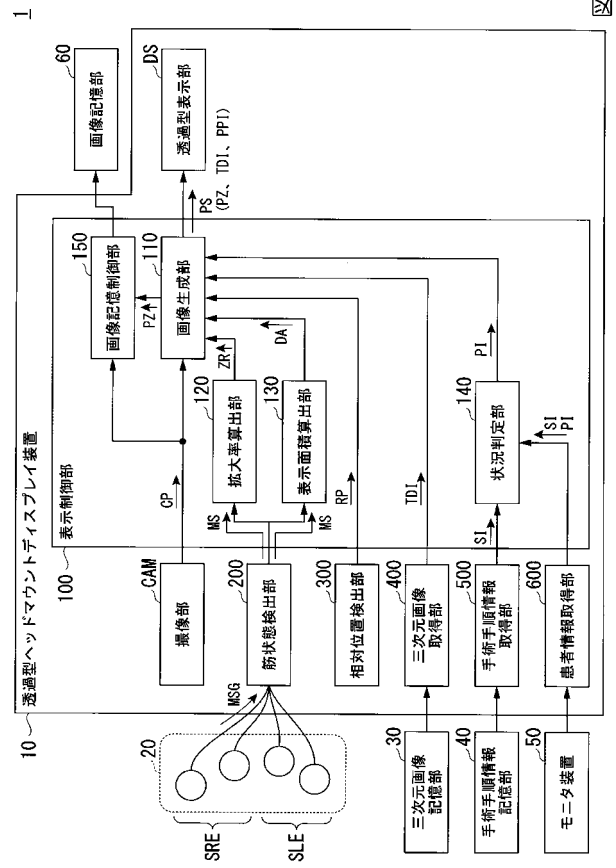 図
1
10
透過型ヘッドマウントディスプレイ装置
100
表示制御部
60
画像記憶部
DS
透過型表示部
PS
(PZ、TDI、PPI)
150
画像記憶制御部
PZ
110
画像生成部
CP
ZR
DA
120
拡大率算出部
130
表示面積算出部
MS
MS
RP
TDI
PI
140
状況判定部
SI
SI
PI
CAM
撮像部
200
筋状態検出部
300
相対位置検出部
400
三次元画像
取得部
500
手術手順情報
取得部
600
患者情報取得部
MSG
20
SRE
SLE
30
三次元画像
記憶部
40
手術手順情報
記憶部
50
モニタ装置